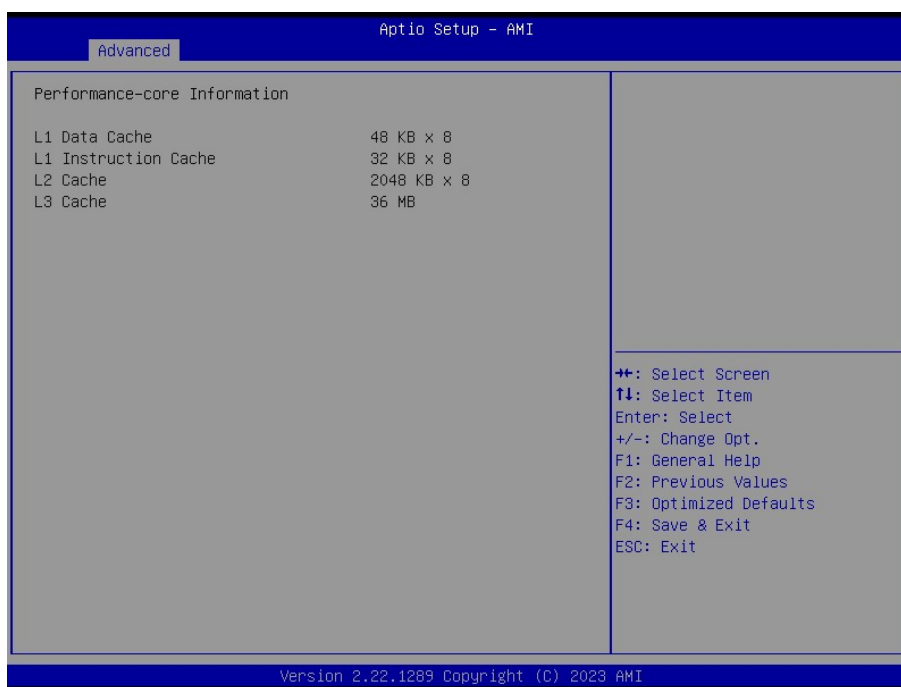 Aptio Setup – AMI
Advanced
Performance-core Information
L1 Data Cache 48 KB x 8
L1 Instruction Cache 32 KB x 8
L2 Cache 2048 KB x 8
L3 Cache 36 MB
→←: Select Screen
↑↓: Select Item
Enter: Select
+/-: Change Opt.
F1: General Help
F2: Previous Values
F3: Optimized Defaults
F4: Save & Exit
ESC: Exit
Version 2.22.1289 Copyright (C) 2023 AMI